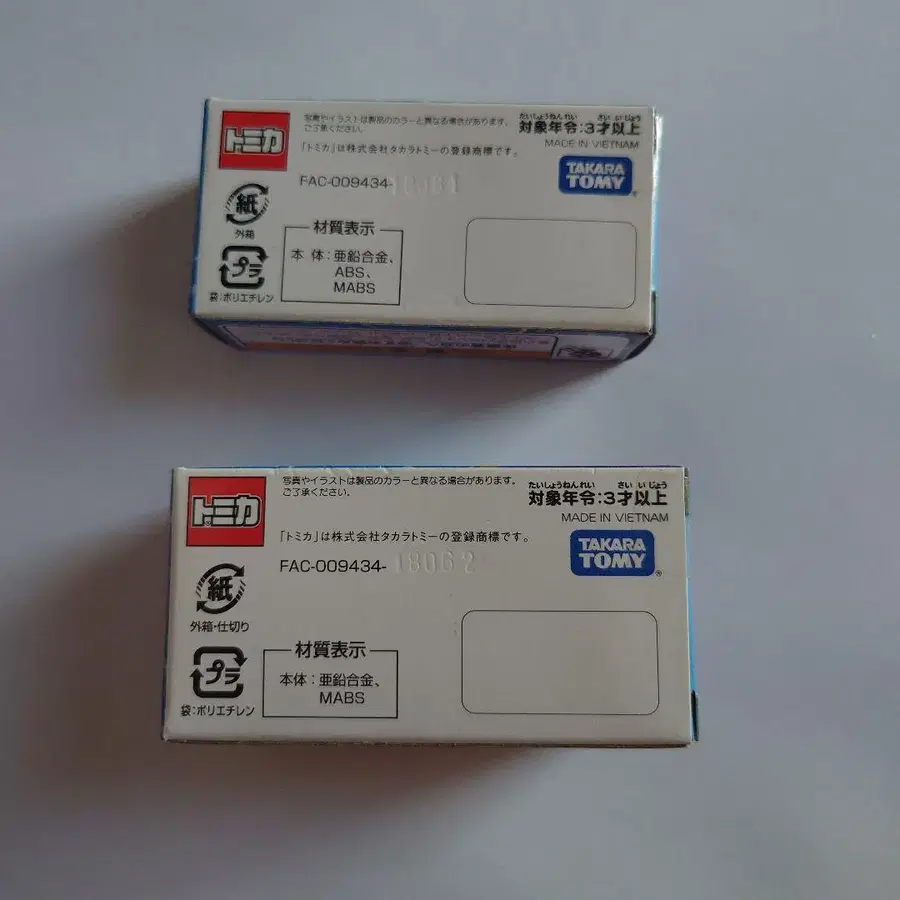 トミカ
写真やイラストは製品のカラーと異なる場合があります。
ご了承ください。
「トミカ」は株式会社タカラトミーの登録商標です。
たいしょうねんれい さい いじょう
対象年令:3才以上
MADE IN VIETNAM
FAC-009434-
TAKARA
TOMY®
紙
外箱
プラ
袋:ポリエチレン
材質表示
本 体:亜鉛合金、
ABS、
MABS
トミカ
写真やイラストは製品のカラーと異なる場合があります。
ご了承ください。
「トミカ」は株式会社タカラトミーの登録商標です。
たいしょうねんれい さい いじょう
対象年令:3才以上
MADE IN VIETNAM
FAC-009434-18062
TAKARA
TOMY®
紙
外箱・仕切り
プラ
袋:ポリエチレン
材質表示
本体:亜鉛合金、
MABS